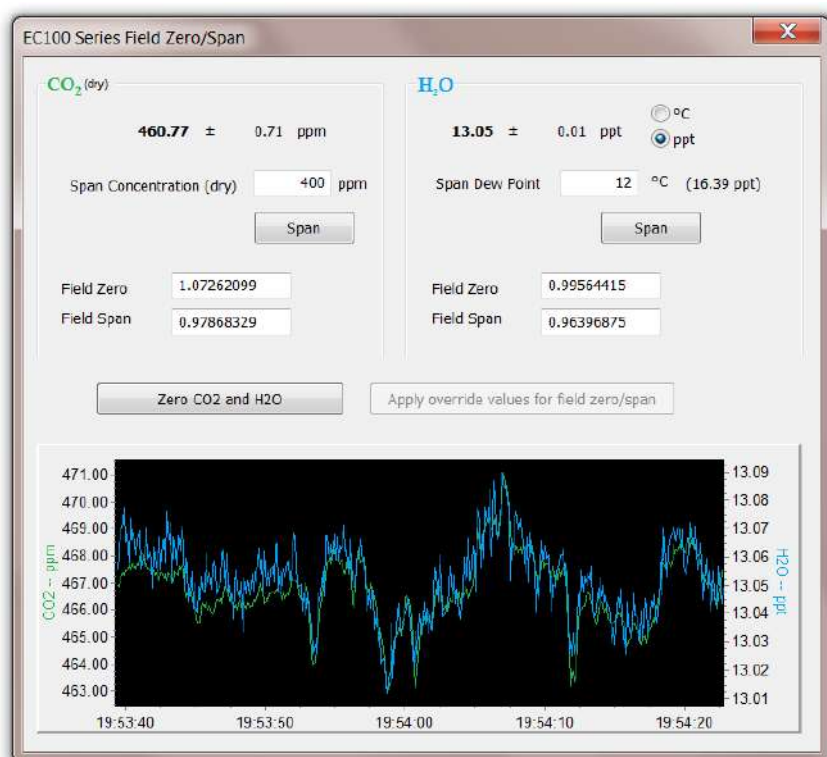 EC100 Series Field Zero/Span
CO2 (dry)
460.77 ± 0.71 ppm
Span Concentration (dry) 400 ppm
Span
Field Zero 1.07262099
Field Span 0.97868329
H2O
13.05 ± 0.01 ppt
°C
ppt
Span Dew Point 12 °C (16.39 ppt)
Span
Field Zero 0.99564415
Field Span 0.96396875
Zero CO2 and H2O
Apply override values for field zero/span
CO2 -- ppm
471.00
470.00
469.00
468.00
467.00
466.00
465.00
464.00
463.00
13.09
13.08
13.07
13.06
13.05
13.04
13.03
13.02
13.01
H2O -- ppt
19:53:40 19:53:50 19:54:00 19:54:10 19:54:20